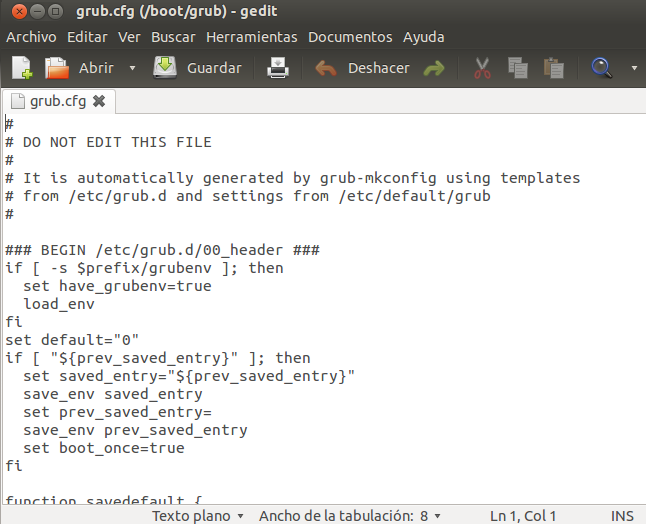 grub.cfg (/boot/grub) - gedit
Archivo Editar Ver Buscar Herramientas Documentos Ayuda
Abrir Guardar Deshacer
grub.cfg
#
# DO NOT EDIT THIS FILE
#
# It is automatically generated by grub-mkconfig using templates
# from /etc/grub.d and settings from /etc/default/grub
#
### BEGIN /etc/grub.d/00_header ###
if [ -s $prefix/grubenv ]; then
  set have_grubenv=true
  load_env
fi
set default="0"
if [ "${prev_saved_entry}" ]; then
  set saved_entry="${prev_saved_entry}"
  save_env saved_entry
  set prev_saved_entry=
  save_env prev_saved_entry
  set boot_once=true
fi
function savedefault {
Texto plano Ancho de la tabulación: 8 Ln 1, Col 1 INS